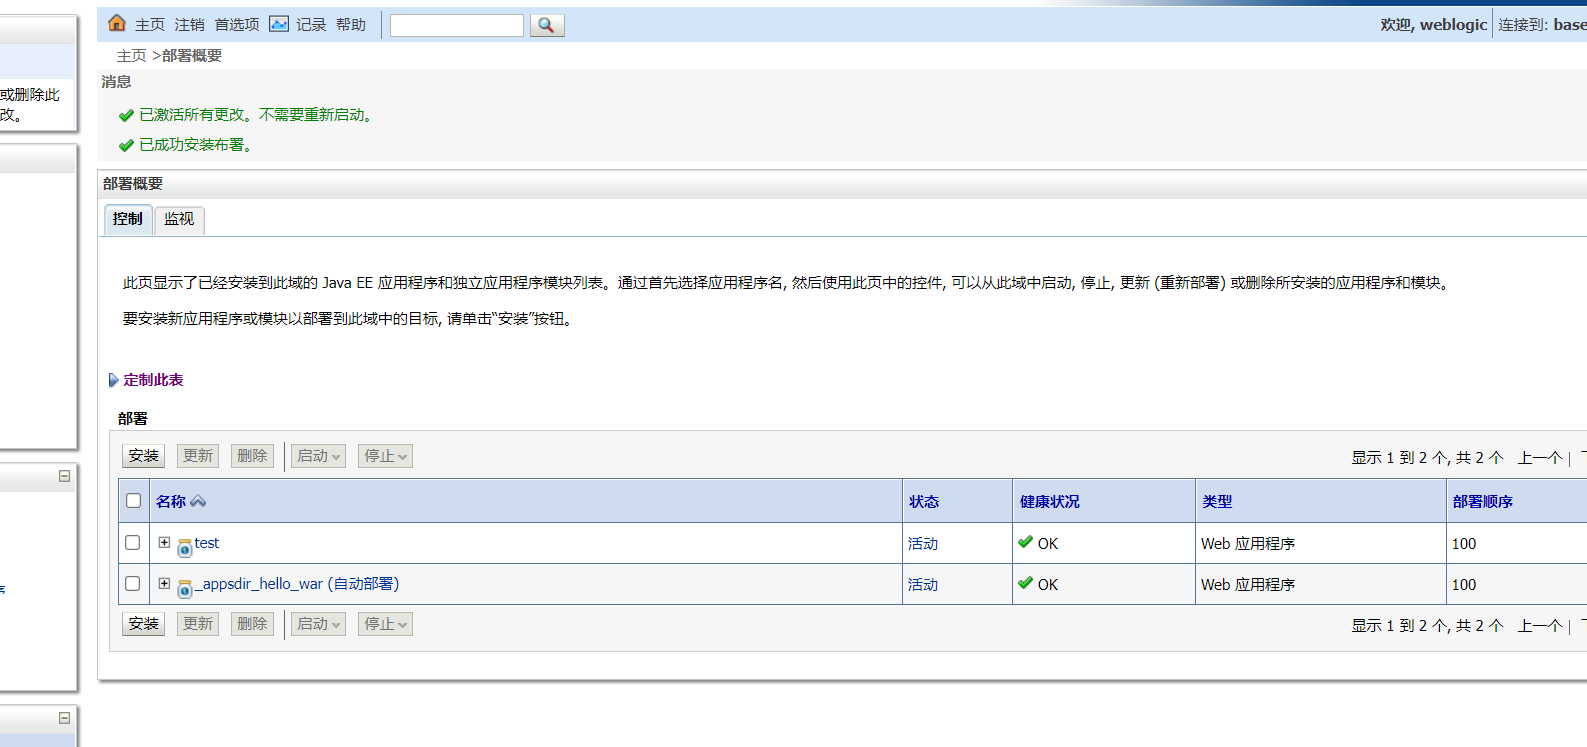 主页 注销 首选项 记录 帮助
欢迎, weblogic 连接到: base
主页 >部署概要
或删除此
改。
消息
已激活所有更改。不需要重新启动。
已成功安装布署。
部署概要
控制 监视
此页显示了已经安装到此域的 Java EE 应用程序和独立应用程序模块列表。通过首先选择应用程序名, 然后使用此页中的控件, 可以从此域中启动, 停止, 更新 (重新部署) 或删除所安装的应用程序和模块。
要安装新应用程序或模块以部署到此域中的目标, 请单击“安装”按钮。
定制此表
部署
安装 更新 删除 启动 停止 显示 1 到 2 个, 共 2 个 上一个 |
名称 状态 健康状况 类型 部署顺序
test 活动 OK Web 应用程序 100
_appsdir_hello_war (自动部署) 活动 OK Web 应用程序 100
安装 更新 删除 启动 停止 显示 1 到 2 个, 共 2 个 上一个 |